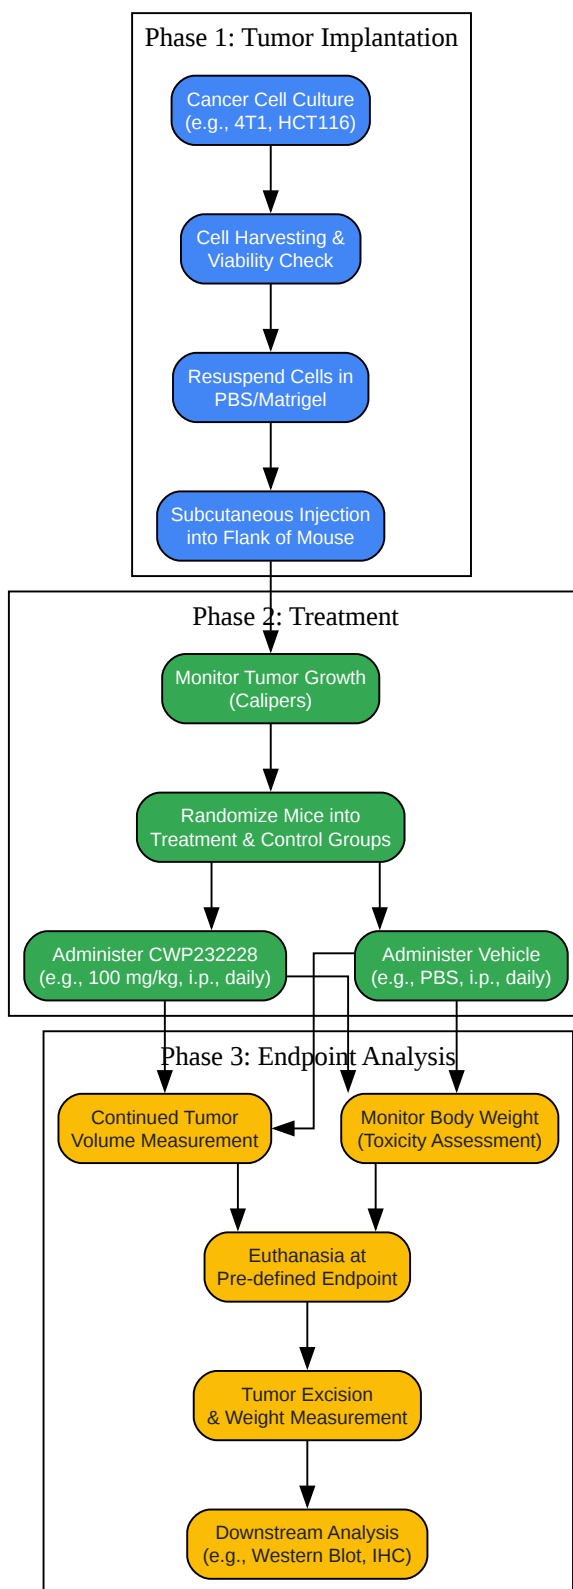 Phase 1: Tumor Implantation
Cancer Cell Culture
(e.g., 4T1, HCT116)
Cell Harvesting &
Viability Check
Resuspend Cells in
PBS/Matrigel
Subcutaneous Injection
into Flank of Mouse
Phase 2: Treatment
Monitor Tumor Growth
(Calipers)
Randomize Mice into
Treatment & Control Groups
Administer CWP232228
(e.g., 100 mg/kg, i.p., daily)
Administer Vehicle
(e.g., PBS, i.p., daily)
Phase 3: Endpoint Analysis
Continued Tumor
Volume Measurement
Monitor Body Weight
(Toxicity Assessment)
Euthanasia at
Pre-defined Endpoint
Tumor Excision
& Weight Measurement
Downstream Analysis
(e.g., Western Blot, IHC)